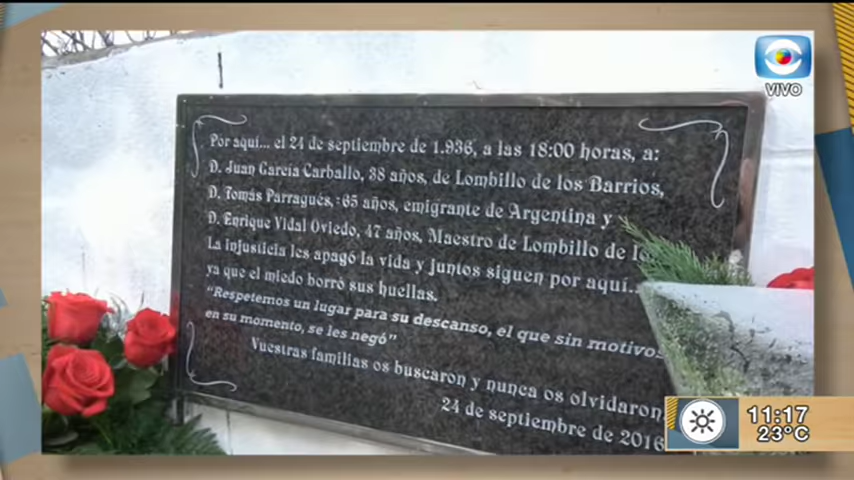 VIVO
Por aquí... el 24 de septiembre de 1.936, a las 18:00 horas, a:
D. Juan García Carballo, 38 años, de Lombillo de los Barrios,
D. Tomás Parragués, 65 años, emigrante de Argentina y
D. Enrique Vidal Oviedo, 47 años, Maestro de Lombillo de
La injusticia les apagó la vida y juntos siguen por aquí...
ya que el miedo borró sus huellas.
"Respetemos un lugar para su descanso, el que sin motivos
en su momento, se les negó"
Vuestras familias os buscaron y nunca os olvidaron
24 de septiembre de 2016
11:17
23°C